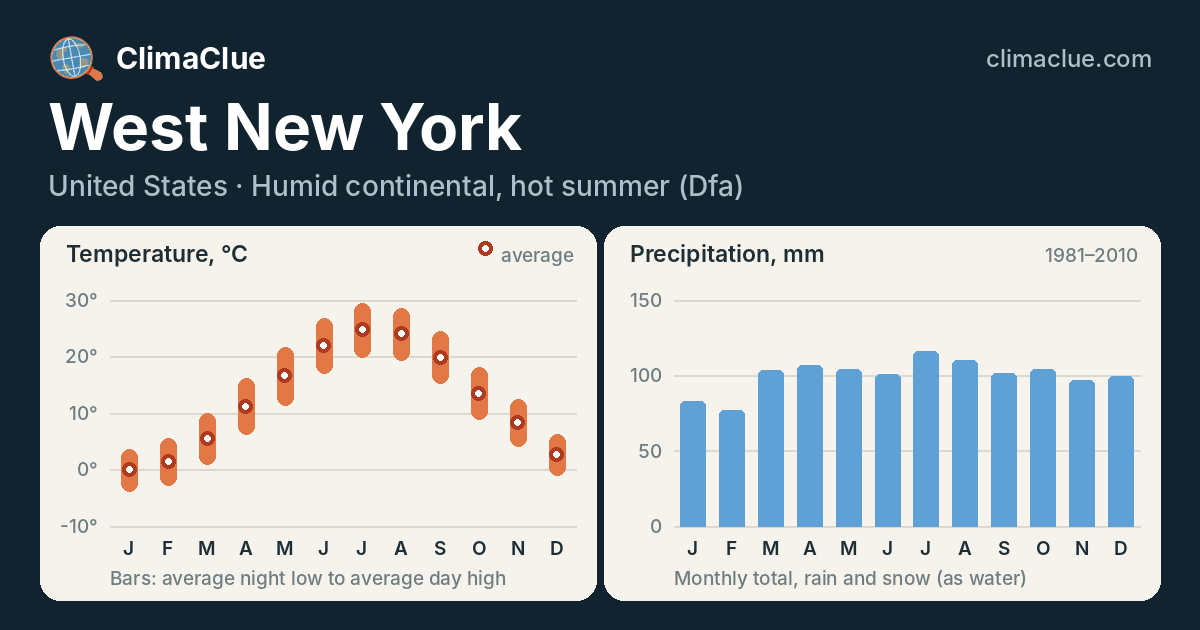 ClimaClue
climaclue.com
West New York
United States · Humid continental, hot summer (Dfa)
Temperature, °C
average
30°
20°
10°
0°
-10°
J F M A M J J A S O N D
Bars: average night low to average day high
Precipitation, mm
1981–2010
150
100
50
0
J F M A M J J A S O N D
Monthly total, rain and snow (as water)